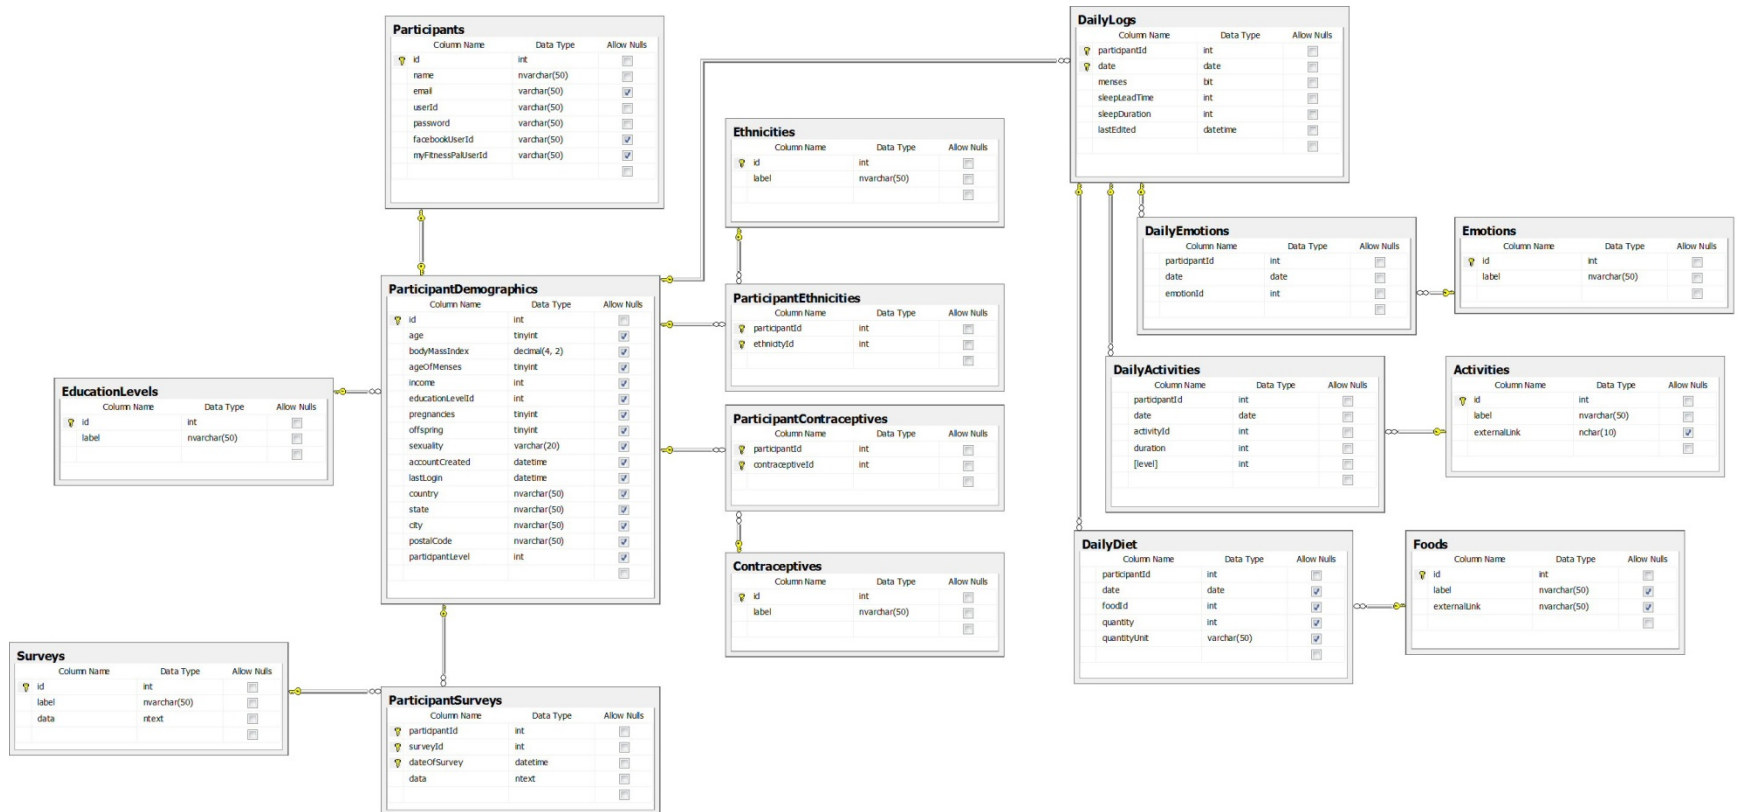 Participants
Column Name Data Type Allow Nulls
id int
name nvarchar(50)
email varchar(50)
userId varchar(50)
password varchar(50)
facebookUserId varchar(50)
myFitnessPalUserId varchar(50)
DailyLogs
Column Name Data Type Allow Nulls
participantId int
date date
menses bit
sleepLeadTime int
sleepDuration int
lastEdited datetime
Ethnicities
Column Name Data Type Allow Nulls
id int
label nvarchar(50)
DailyEmotions
Column Name Data Type Allow Nulls
participantId int
date date
emotionId int
Emotions
Column Name Data Type Allow Nulls
id int
label nvarchar(50)
ParticipantDemographics
Column Name Data Type Allow Nulls
id int
age tinyint
bodyMassIndex decimal(4, 2)
ageOfMenses tinyint
income int
educationLevelId int
pregnancies tinyint
offspring tinyint
sexuality varchar(20)
accountCreated datetime
lastLogin datetime
country nvarchar(50)
state nvarchar(50)
city nvarchar(50)
postalCode nvarchar(50)
participantLevel int
ParticipantEthnicities
Column Name Data Type Allow Nulls
participantId int
ethnicityId int
EducationLevels
Column Name Data Type Allow Nulls
id int
label nvarchar(50)
DailyActivities
Column Name Data Type Allow Nulls
participantId int
date date
activityId int
duration int
[level] int
Activities
Column Name Data Type Allow Nulls
id int
label nvarchar(50)
externalLink nchar(10)
ParticipantContraceptives
Column Name Data Type Allow Nulls
participantId int
contraceptiveId int
Contraceptives
Column Name Data Type Allow Nulls
id int
label nvarchar(50)
DailyDiet
Column Name Data Type Allow Nulls
participantId int
date date
foodId int
quantity int
quantityUnit varchar(50)
Foods
Column Name Data Type Allow Nulls
id int
label nvarchar(50)
externalLink nvarchar(50)
Surveys
Column Name Data Type Allow Nulls
id int
label nvarchar(50)
data ntext
ParticipantSurveys
Column Name Data Type Allow Nulls
participantId int
surveyId int
dateOfSurvey datetime
data ntext